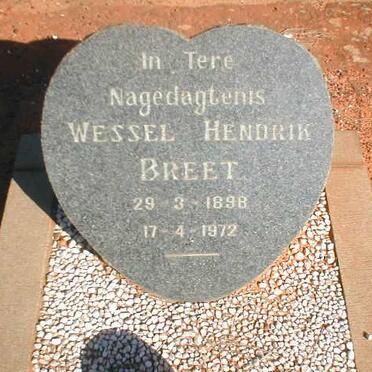 In Tere
Nagedagtenis
WESSEL HENDRIK
BREET
29-3-1898
17-4-1972